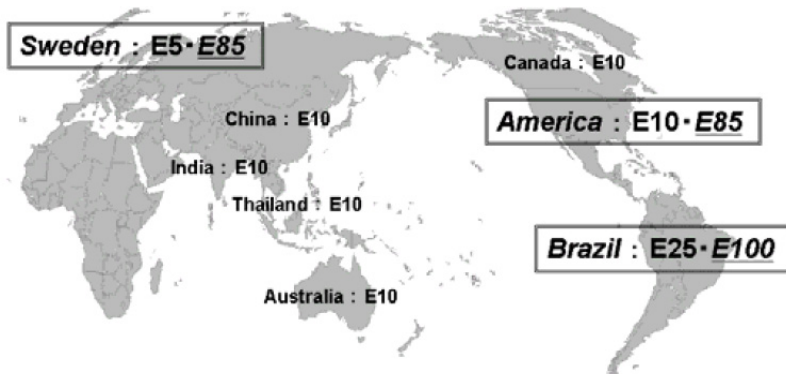 Sweden : E5・E85
Canada : E10
China : E10
America : E10・E85
India : E10
Thailand : E10
Brazil : E25・E100
Australia : E10